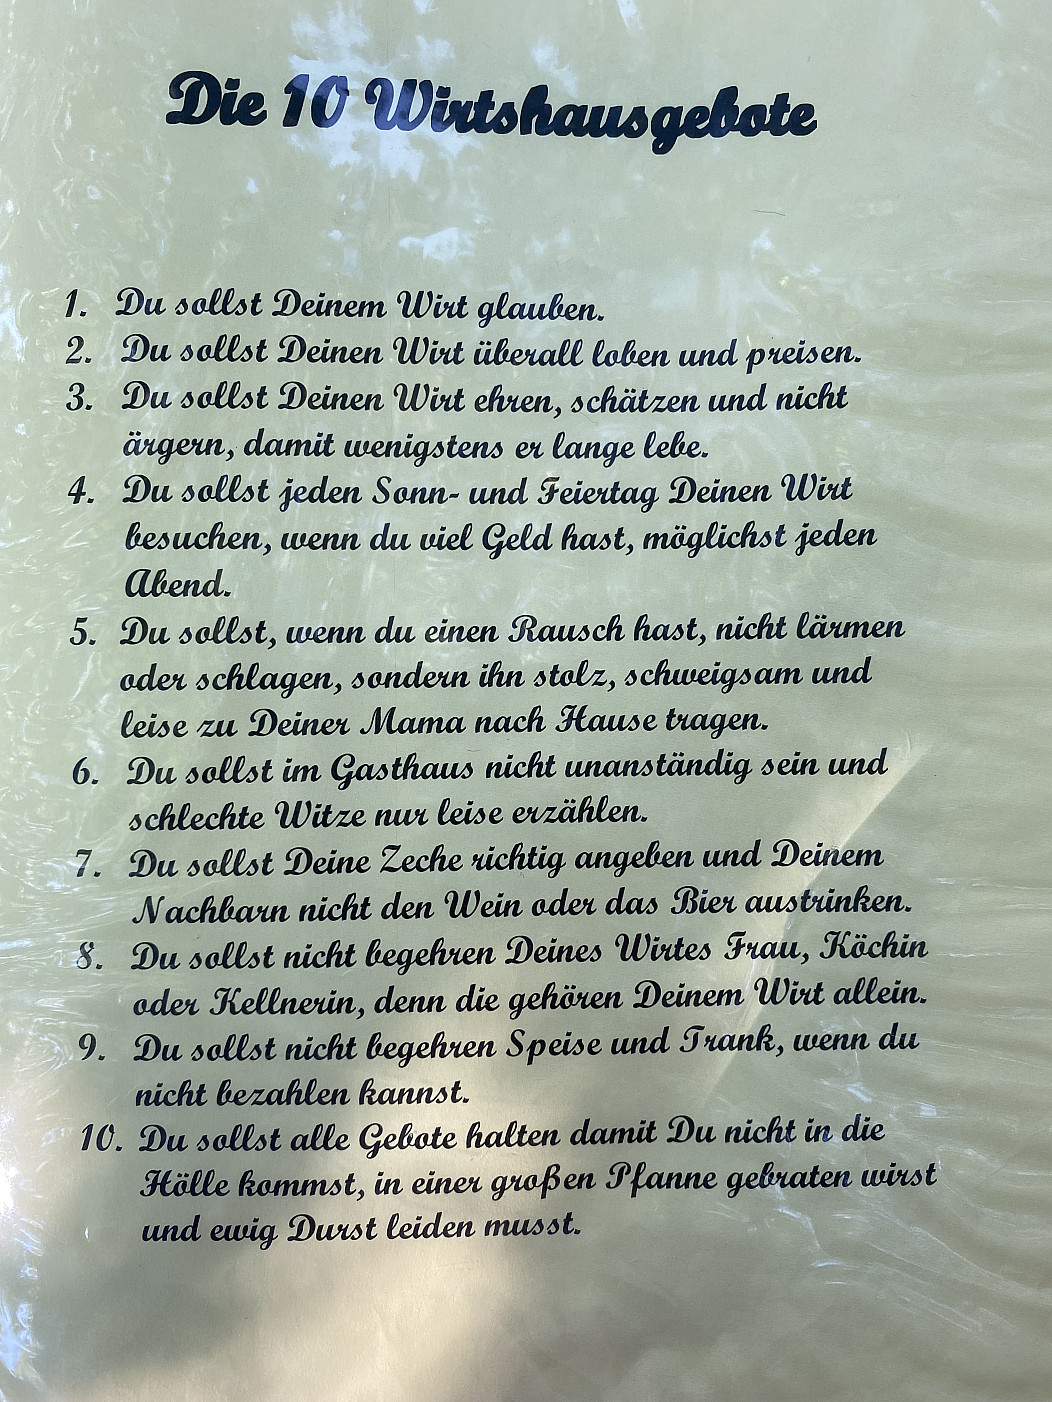 Die 10 Wirtshausgebote
1. Du sollst Deinem Wirt glauben.
2. Du sollst Deinen Wirt überall loben und preisen.
3. Du sollst Deinen Wirt ehren, schätzen und nicht
ärgern, damit wenigstens er lange lebe.
4. Du sollst jeden Sonn- und Feiertag Deinen Wirt
besuchen, wenn du viel Geld hast, möglichst jeden
Abend.
5. Du sollst, wenn du einen Rausch hast, nicht lärmen
oder schlagen, sondern ihn stolz, schweigsam und
leise zu Deiner Mama nach Hause tragen.
6. Du sollst im Gasthaus nicht unanständig sein und
schlechte Witze nur leise erzählen.
7. Du sollst Deine Zeche richtig angeben und Deinem
Nachbarn nicht den Wein oder das Bier austrinken.
8. Du sollst nicht begehren Deines Wirtes Frau, Köchin
oder Kellnerin, denn die gehören Deinem Wirt allein.
9. Du sollst nicht begehren Speise und Trank, wenn du
nicht bezahlen kannst.
10. Du sollst alle Gebote halten damit Du nicht in die
Hölle kommst, in einer großen Pfanne gebraten wirst
und ewig Durst leiden musst.